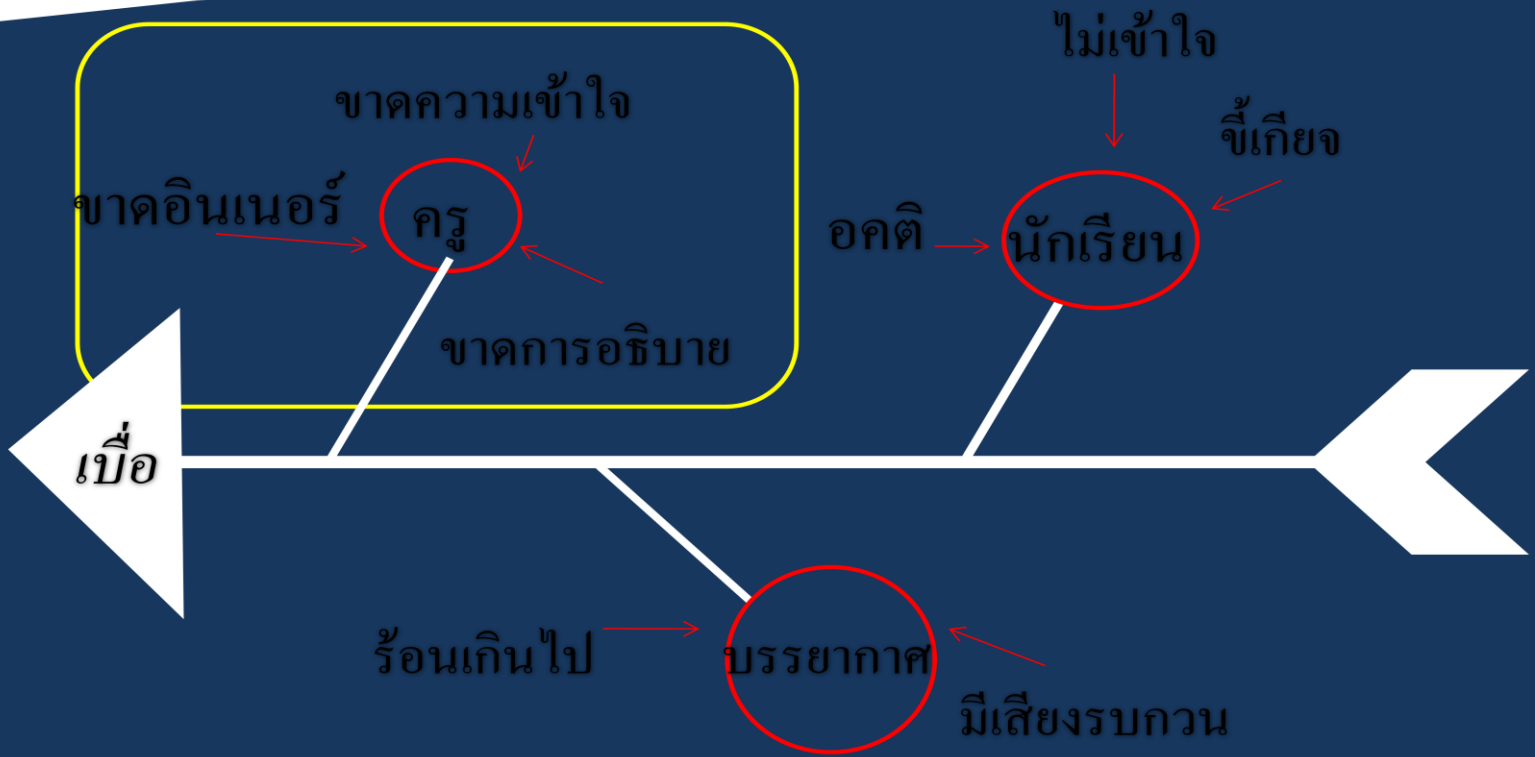 ไม่เข้าใจ
ขาดความเข้าใจ
ขี้เกียจ
ขาดอินเนอร์
ครู
อคติ
นักเรียน
ขาดการอธิบาย
เบื่อ
ร้อนเกินไป
บรรยากาศ
มีเสียงรบกวน